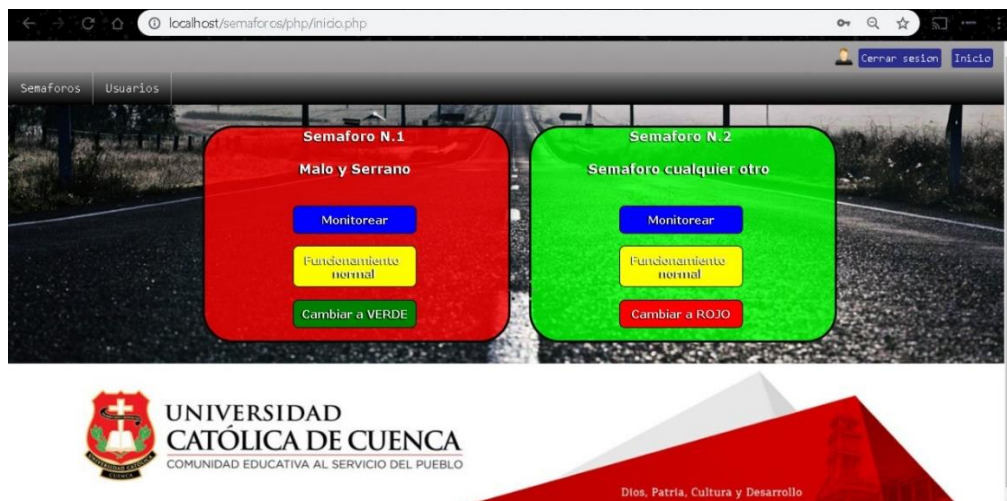 localhost/semaforos/php/inicio.php
Cerrar sesion Inicio
Semaforos Usuarios
Semaforo N.1
Malo y Serrano
Monitorear
Funcionamiento
normal
Cambiar a VERDE
Semaforo N.2
Semaforo cualquier otro
Monitorear
Funcionamiento
normal
Cambiar a ROJO
UNIVERSIDAD
CATÓLICA DE CUENCA
COMUNIDAD EDUCATIVA AL SERVICIO DEL PUEBLO
Dios, Patria, Cultura y Desarrollo